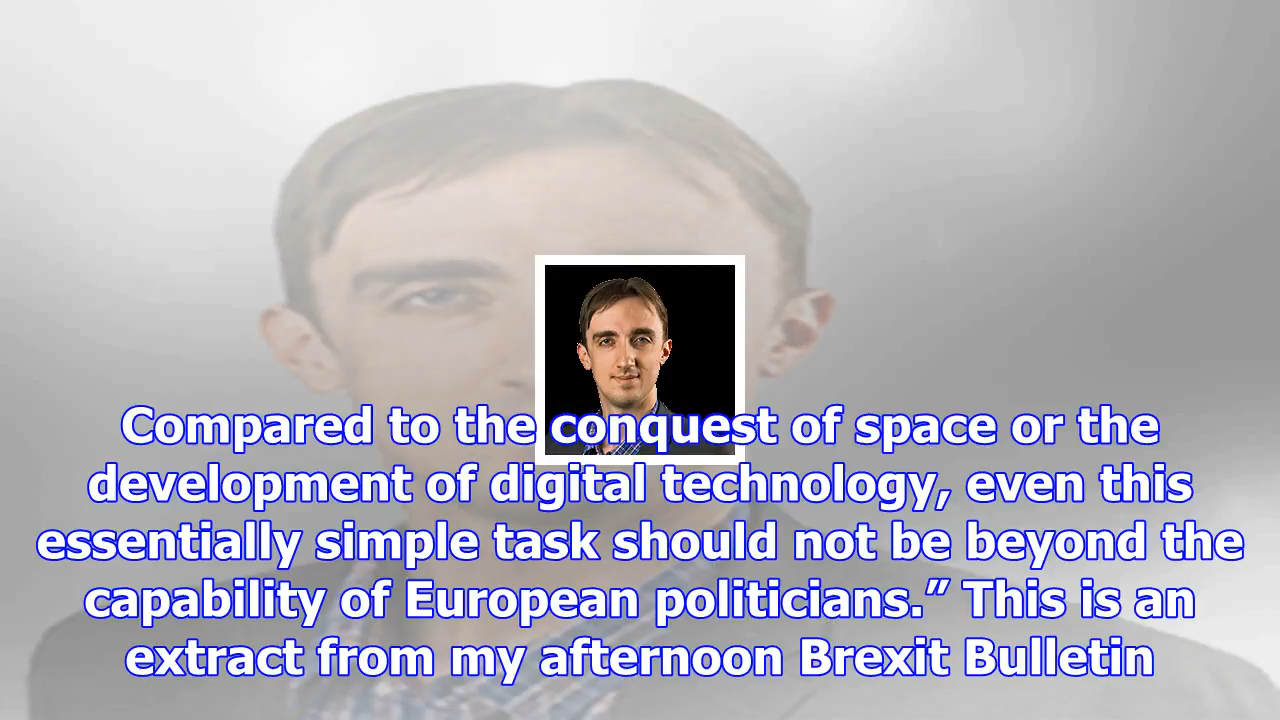 Compared to the conquest of space or the
development of digital technology, even this
essentially simple task should not be beyond the
capability of European politicians.” This is an
extract from my afternoon Brexit Bulletin